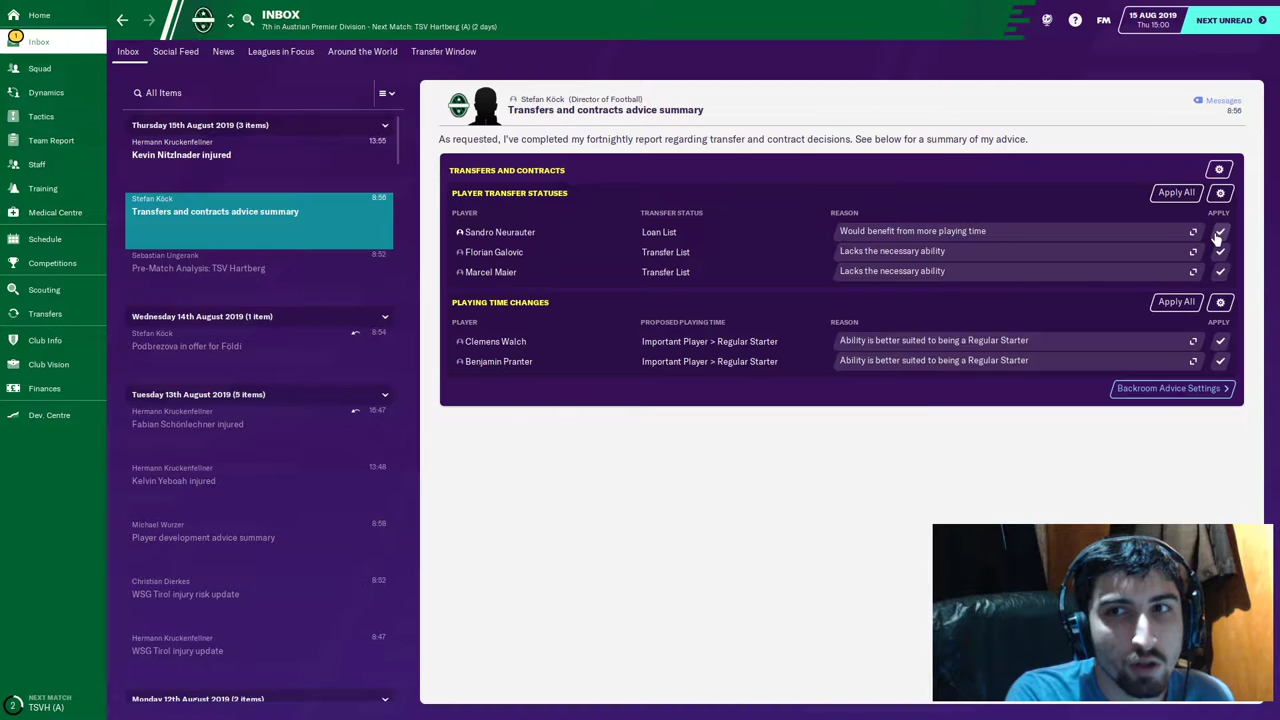 Home
1
Inbox
Squad
Dynamics
Tactics
Team Report
Staff
Training
Medical Centre
Schedule
Competitions
Scouting
Transfers
Club Info
Club Vision
Finances
Dev. Centre
2
NEXT MATCH
TSVH (A)
INBOX
7th in Austrian Premier Division - Next Match: TSV Hartberg (A) (2 days)
?
FM
15 AUG 2019
Thu 15:00
NEXT UNREAD
Inbox
Social Feed
News
Leagues in Focus
Around the World
Transfer Window
All Items
Thursday 15th August 2019 (3 items)
Hermann Kruckenfellner 13:55
Kevin Nitzlnader injured
Stefan Köck 8:56
Transfers and contracts advice summary
Sebastian Ungerank 8:52
Pre-Match Analysis: TSV Hartberg
Wednesday 14th August 2019 (1 item)
Stefan Köck 8:54
Podbrezova in offer for Földi
Tuesday 13th August 2019 (5 items)
Hermann Kruckenfellner 16:47
Fabian Schönlechner injured
Hermann Kruckenfellner 13:48
Kelvin Yeboah injured
Michael Wurzer 8:58
Player development advice summary
Christian Dierkes 8:52
WSG Tirol injury risk update
Hermann Kruckenfellner 8:47
WSG Tirol injury update
Monday 12th August 2019 (2 items)
Stefan Köck (Director of Football)
Transfers and contracts advice summary
Messages
8:56
As requested, I've completed my fortnightly report regarding transfer and contract decisions. See below for a summary of my advice.
TRANSFERS AND CONTRACTS
PLAYER TRANSFER STATUSES
Apply All
PLAYER TRANSFER STATUS REASON APPLY
Sandro Neurauter Loan List Would benefit from more playing time
Florian Galovic Transfer List Lacks the necessary ability
Marcel Maier Transfer List Lacks the necessary ability
PLAYING TIME CHANGES
Apply All
PLAYER PROPOSED PLAYING TIME REASON APPLY
Clemens Walch Important Player > Regular Starter Ability is better suited to being a Regular Starter
Benjamin Pranter Important Player > Regular Starter Ability is better suited to being a Regular Starter
Backroom Advice Settings